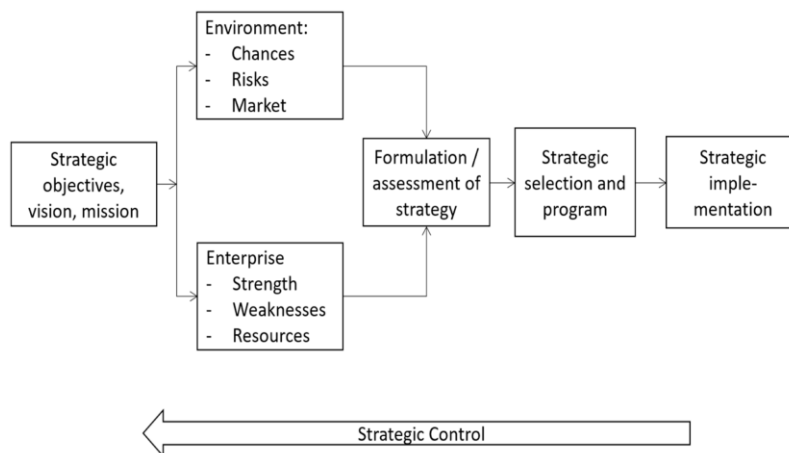 Strategic
objectives,
vision, mission
Environment:
- Chances
- Risks
- Market
Enterprise
- Strength
- Weaknesses
- Resources
Formulation /
assessment of
strategy
Strategic
selection and
program
Strategic
imple-
mentation
Strategic Control